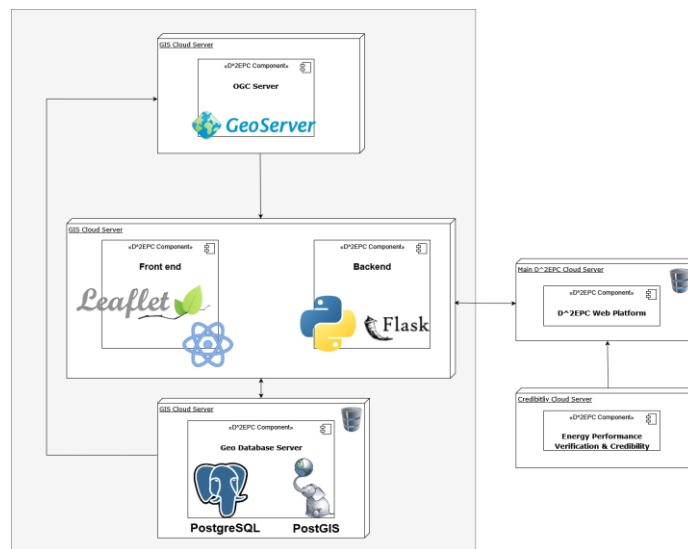 GIS Cloud Server
«D^2EPC Component»
OGC Server
GeoServer
GIS Cloud Server
«D^2EPC Component»
Front end
Leaflet
«D^2EPC Component»
Backend
Flask
Main D^2EPC Cloud Server
«D^2EPC Component»
D^2EPC Web Platform
GIS Cloud Server
«D^2EPC Component»
Geo Database Server
PostgreSQL
PostGIS
Credibitliy Cloud Server
«D^2EPC Component»
Energy Performance
Verification & Credibility